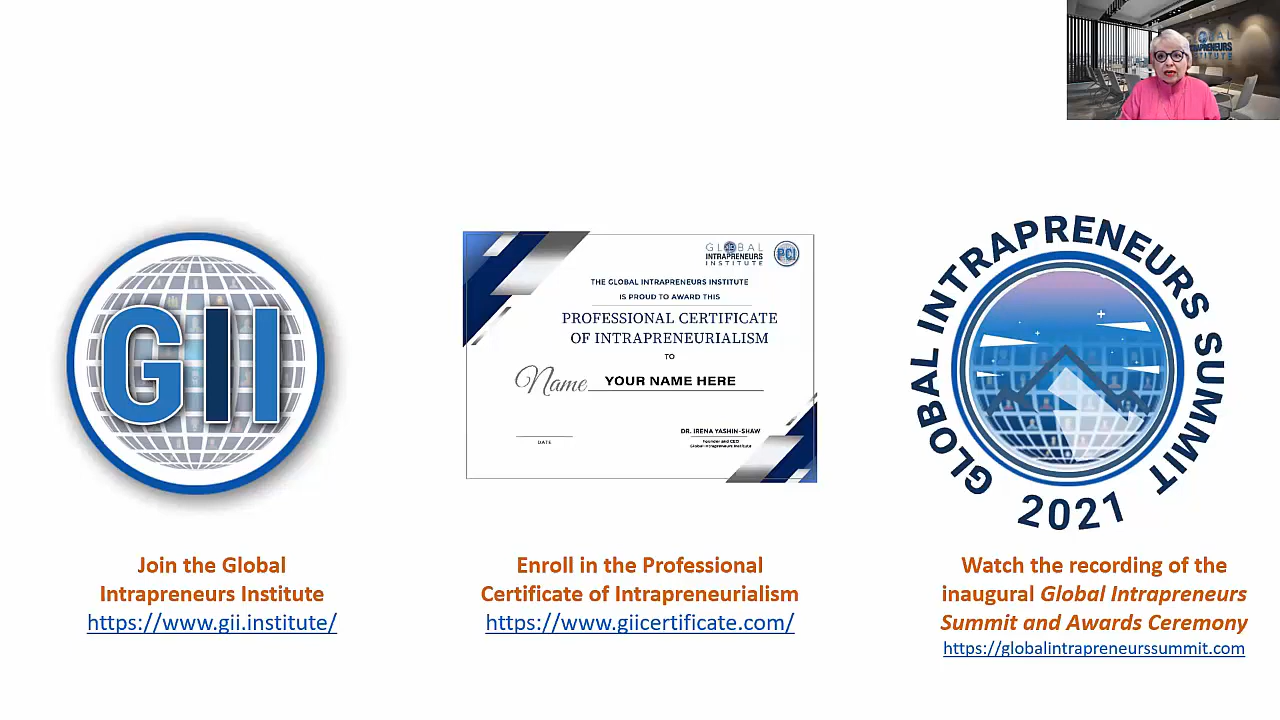 GLOBAL
INTRAPRENEURS
INSTITUTE
GII
GLOBAL
INTRAPRENEURS
INSTITUTE
PCI
THE GLOBAL INTRAPRENEURS INSTITUTE
IS PROUD TO AWARD THIS
PROFESSIONAL CERTIFICATE
OF INTRAPRENEURIALISM
TO
Name YOUR NAME HERE
DATE
DR. IRENA YASHIN-SHAW
Founder and CEO
Global Intrapreneurs Institute
GLOBAL INTRAPRENEURS SUMMIT
2021
Join the Global
Intrapreneurs Institute
https://www.gii.institute/
Enroll in the Professional
Certificate of Intrapreneurialism
https://www.giicertificate.com/
Watch the recording of the
inaugural Global Intrapreneurs
Summit and Awards Ceremony
https://globalintrapreneurssummit.com